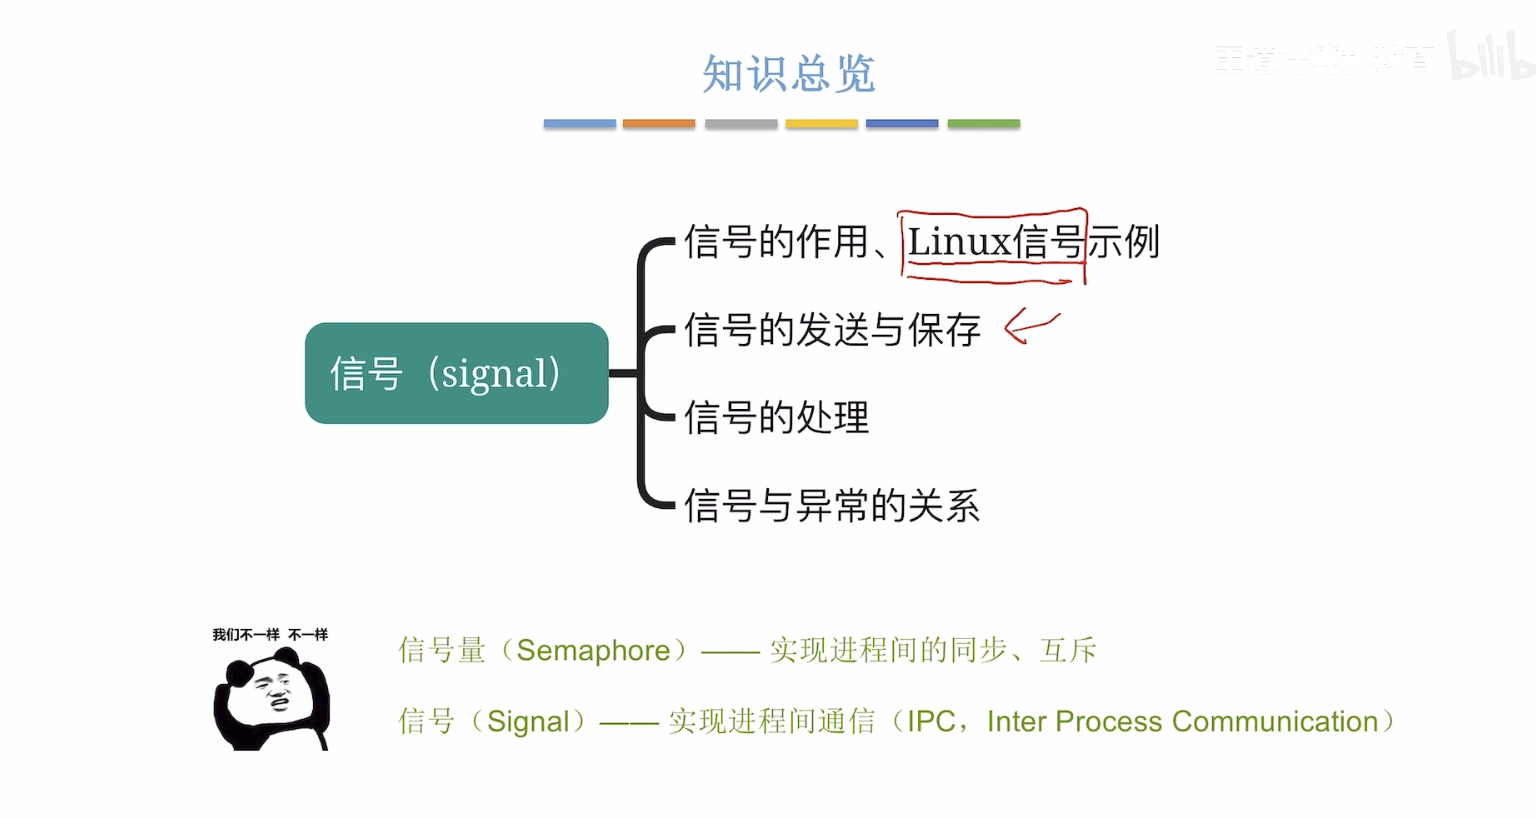 知识总览
信号的作用、Linux信号示例
信号的发送与保存
信号（signal）
信号的处理
信号与异常的关系
我们不一样 不一样
信号量（Semaphore）—— 实现进程间的同步、互斥
信号（Signal）—— 实现进程间通信（IPC，Inter Process Communication）